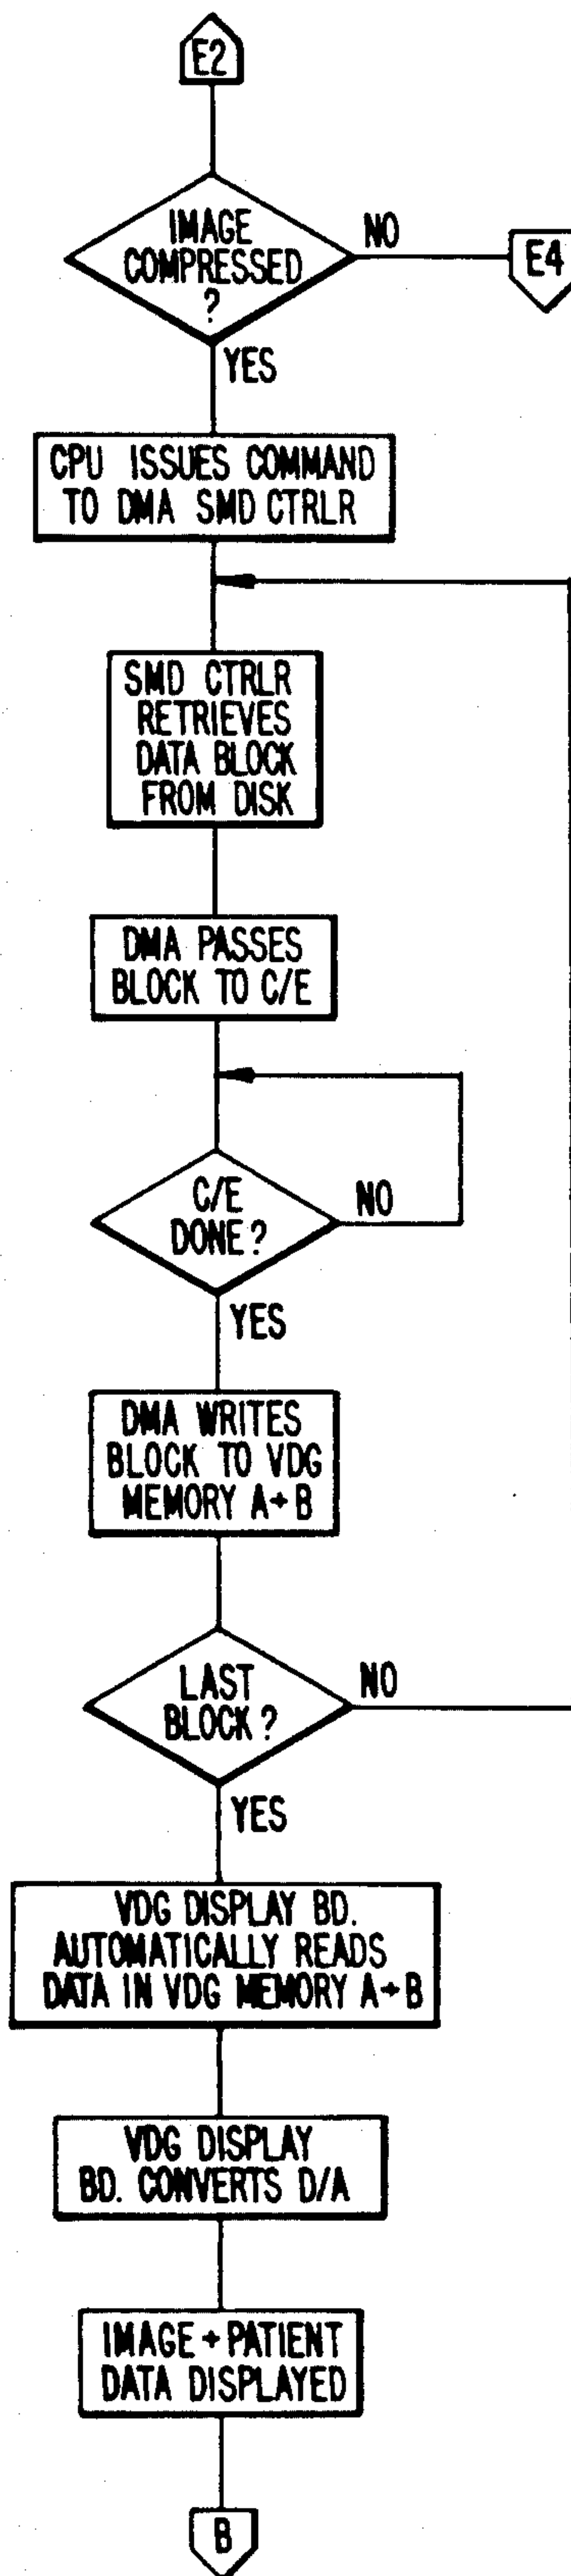 E2
IMAGE
COMPRESSED
?
NO
E4
YES
CPU ISSUES COMMAND
TO DMA SMD CTRLR
SMD CTRLR
RETRIEVES
DATA BLOCK
FROM DISK
DMA PASSES
BLOCK TO C/E
C/E
DONE?
NO
YES
DMA WRITES
BLOCK TO VDG
MEMORY A+B
LAST
BLOCK?
NO
YES
VDG DISPLAY BD.
AUTOMATICALLY READS
DATA IN VDG MEMORY A+B
VDG DISPLAY
BD. CONVERTS D/A
IMAGE + PATIENT
DATA DISPLAYED
B